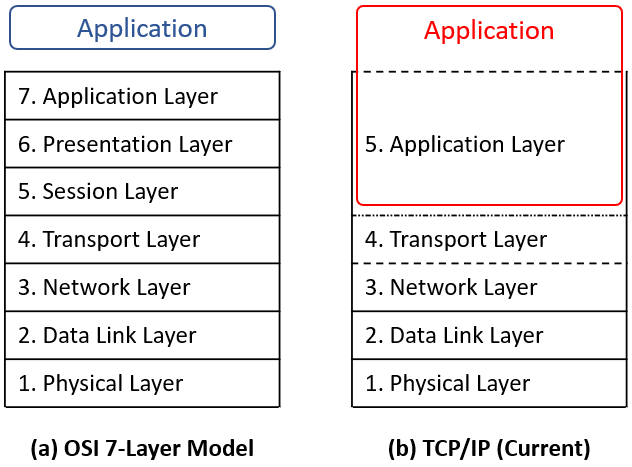 Application
7. Application Layer
6. Presentation Layer
5. Session Layer
4. Transport Layer
3. Network Layer
2. Data Link Layer
1. Physical Layer
(a) OSI 7-Layer Model
Application
5. Application Layer
4. Transport Layer
3. Network Layer
2. Data Link Layer
1. Physical Layer
(b) TCP/IP (Current)